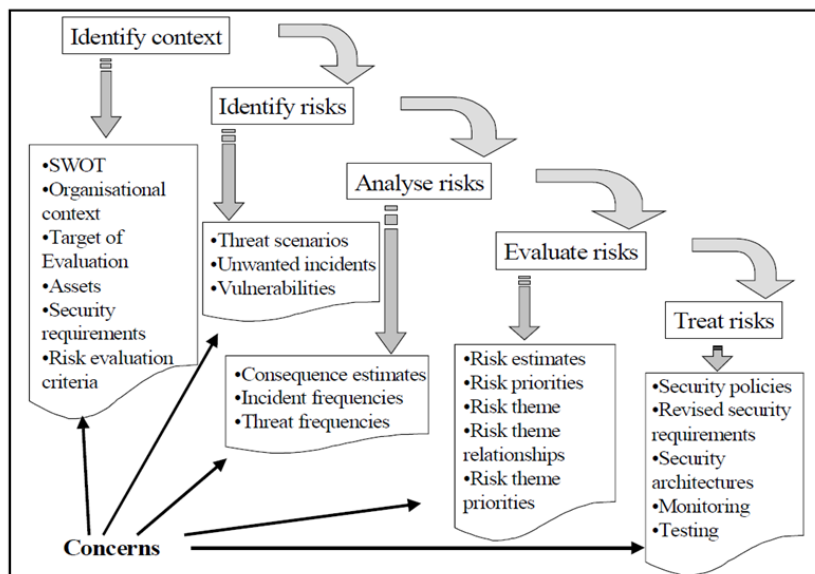 Identify context
Identify risks
Analyse risks
Evaluate risks
Treat risks
•SWOT
•Organisational
context
•Target of
Evaluation
•Assets
•Security
requirements
•Risk evaluation
criteria
•Threat scenarios
•Unwanted incidents
•Vulnerabilities
•Consequence estimates
•Incident frequencies
•Threat frequencies
•Risk estimates
•Risk priorities
•Risk theme
•Risk theme
relationships
•Risk theme
priorities
•Security policies
•Revised security
requirements
•Security
architectures
•Monitoring
•Testing
Concerns